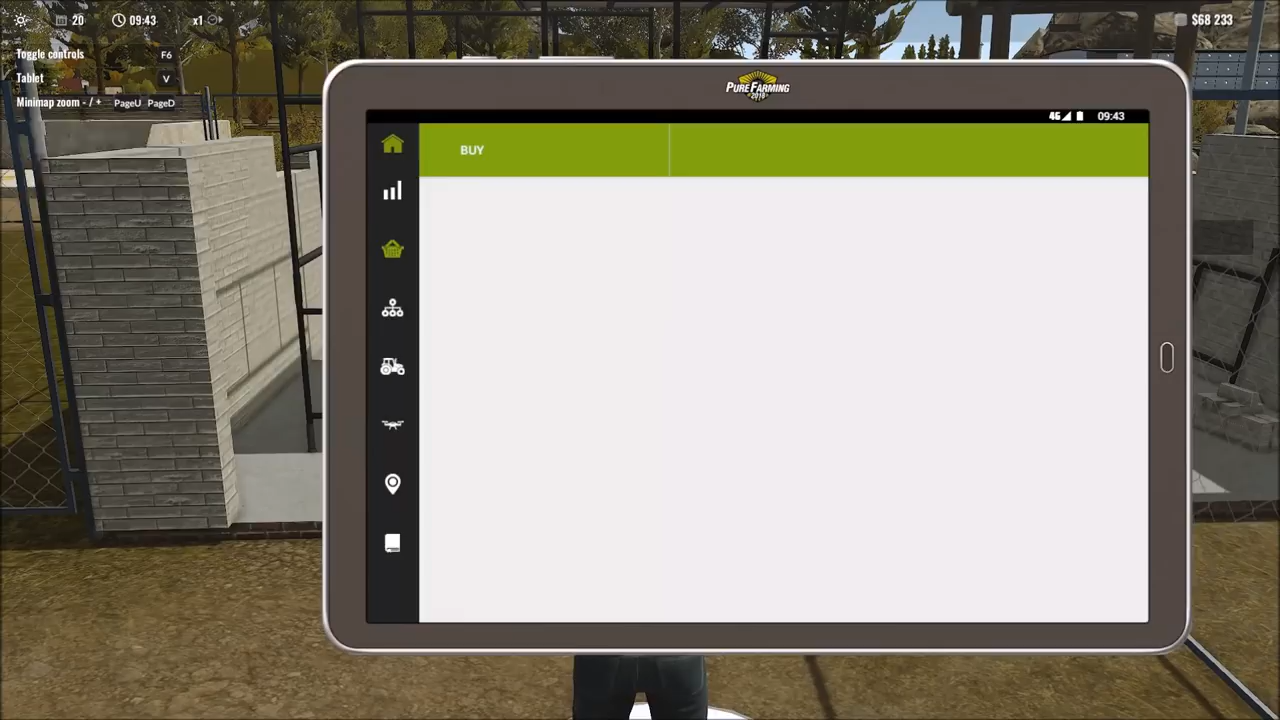 20 09:43 x1
$68 233
Toggle controls F6
Tablet V
Minimap zoom - / + PageU PageD
PURE FARMING
2018
4G 09:43
BUY